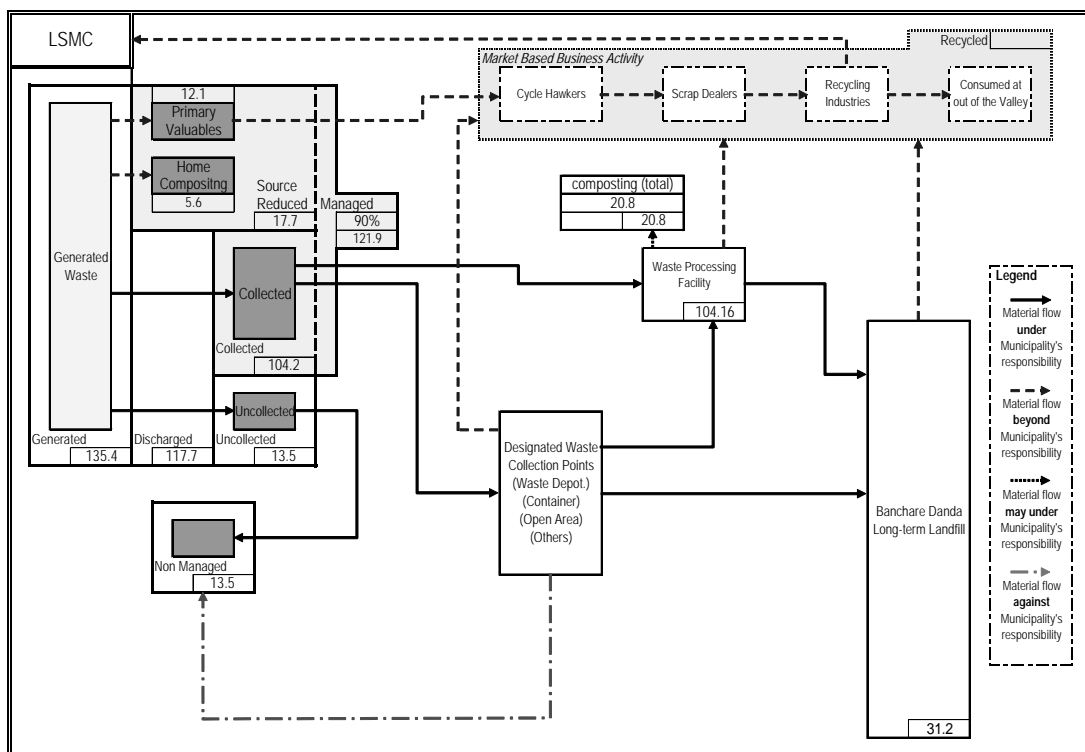 LSMC
Recycled
Market Based Business Activity
Cycle Hawkers
Scrap Dealers
Recycling
Industries
Consumed at
out of the Valley
12.1
Primary
Valuables
Home
Compositng
5.6
Source
Reduced
17.7
Managed
90%
121.9
composting (total)
20.8
20.8
Generated
Waste
Collected
Collected
104.2
Waste Processing
Facility
104.16
Uncollected
Generated
135.4
Discharged
117.7
Uncollected
13.5
Non Managed
13.5
Designated Waste
Collection Points
(Waste Depot.)
(Container)
(Open Area)
(Others)
Banchare Danda
Long-term Landfill
31.2
Legend
Material flow
under
Municipality's
responsibility
Material flow
beyond
Municipality's
responsibility
Material flow
may under
Municipality's
responsibility
Material flow
against
Municipality's
responsibility